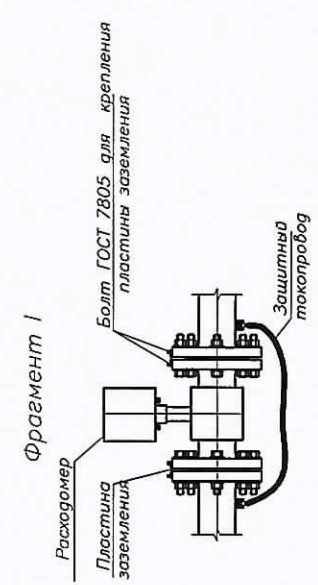 Фрагмент I
Расходомер
Пластина
заземления
Болт ГОСТ 7805 для крепления
пластины заземления
Защитный
токопровод